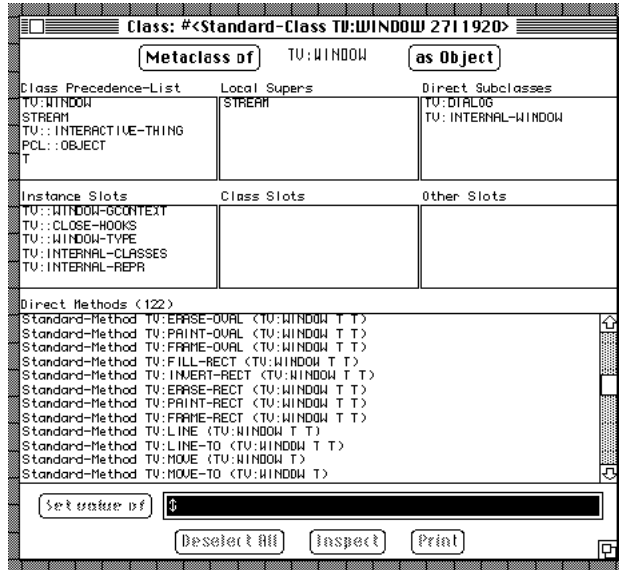 Class: #<Standard-Class TV:WINDOW 2711920>
Metaclass of TV:WINDOW as Object
Class Precedence-List Local Supers Direct Subclasses
TV:WINDOW STREAM TV:DIALOG
STREAM TV:INTERNAL-WINDOW
TV::INTERACTIVE-THING
PCL::OBJECT
T
Instance Slots Class Slots Other Slots
TV::WINDOW-GCONTEXT
TV::CLOSE-HOOKS
TV::WINDOW-TYPE
TV:INTERNAL-CLASSES
TV:INTERNAL-REPR
Direct Methods (122)
Standard-Method TV:ERASE-OVAL (TV:WINDOW T T)
Standard-Method TV:PAINT-OVAL (TV:WINDOW T T)
Standard-Method TV:FRAME-OVAL (TV:WINDOW T T)
Standard-Method TV:FILL-RECT (TV:WINDOW T T)
Standard-Method TV:INVERT-RECT (TV:WINDOW T T)
Standard-Method TV:ERASE-RECT (TV:WINDOW T T)
Standard-Method TV:PAINT-RECT (TV:WINDOW T T)
Standard-Method TV:FRAME-RECT (TV:WINDOW T T)
Standard-Method TV:LINE (TV:WINDOW T T)
Standard-Method TV:LINE-TO (TV:WINDOW T T)
Standard-Method TV:MOVE (TV:WINDOW T)
Standard-Method TV:MOVE-TO (TV:WINDOW T)
Set value of $
Deselect All Inspect Print